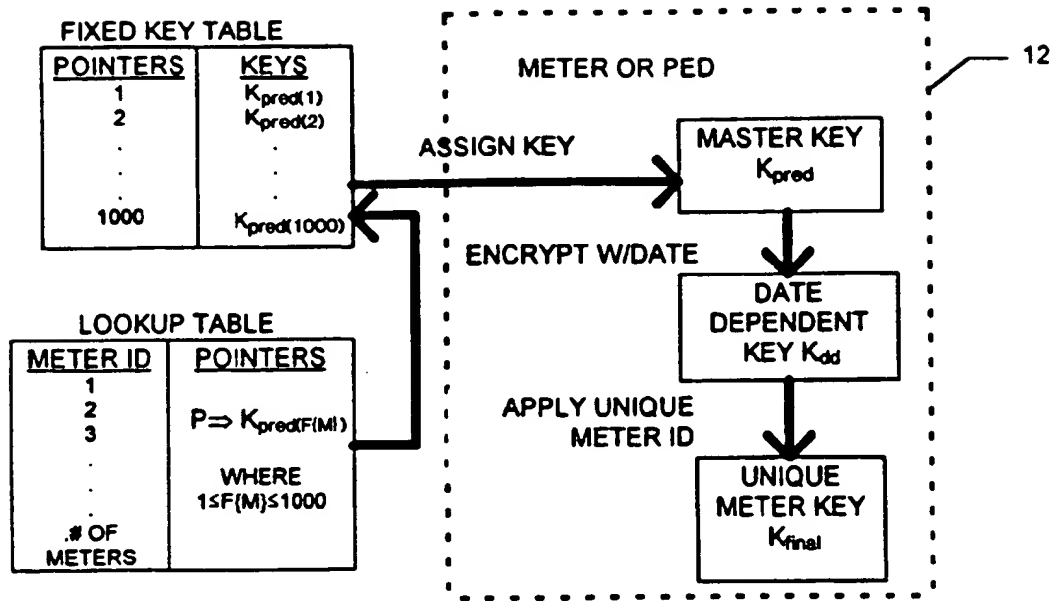 FIXED KEY TABLE
POINTERS KEYS
1 Kpred(1)
2 Kpred(2)
. .
. .
. .
1000 Kpred(1000)
LOOKUP TABLE
METER ID POINTERS
1
2
3
P⇒ Kpred(F{M})
.
.
WHERE
1≤F{M}≤1000
.# OF
METERS
ASSIGN KEY
METER OR PED
12
MASTER KEY
Kpred
ENCRYPT W/DATE
DATE
DEPENDENT
KEY Kdd
APPLY UNIQUE
METER ID
UNIQUE
METER KEY
Kfinal